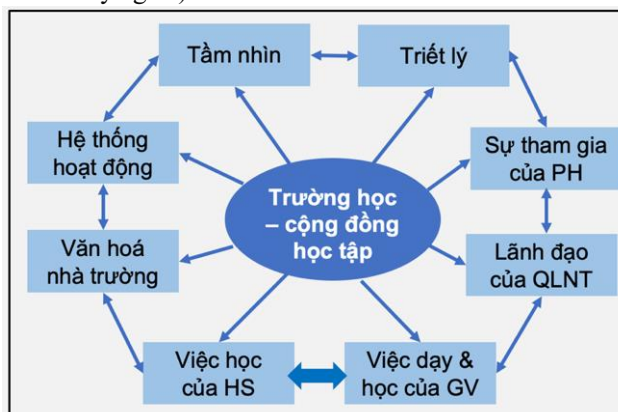 Tầm nhìn
Triết lý
Hệ thống
hoạt động
Sự tham gia
của PH
Trường học
– cộng đồng
học tập
Văn hoá
nhà trường
Lãnh đạo
của QLNT
Việc học
của HS
Việc dạy &
học của GV